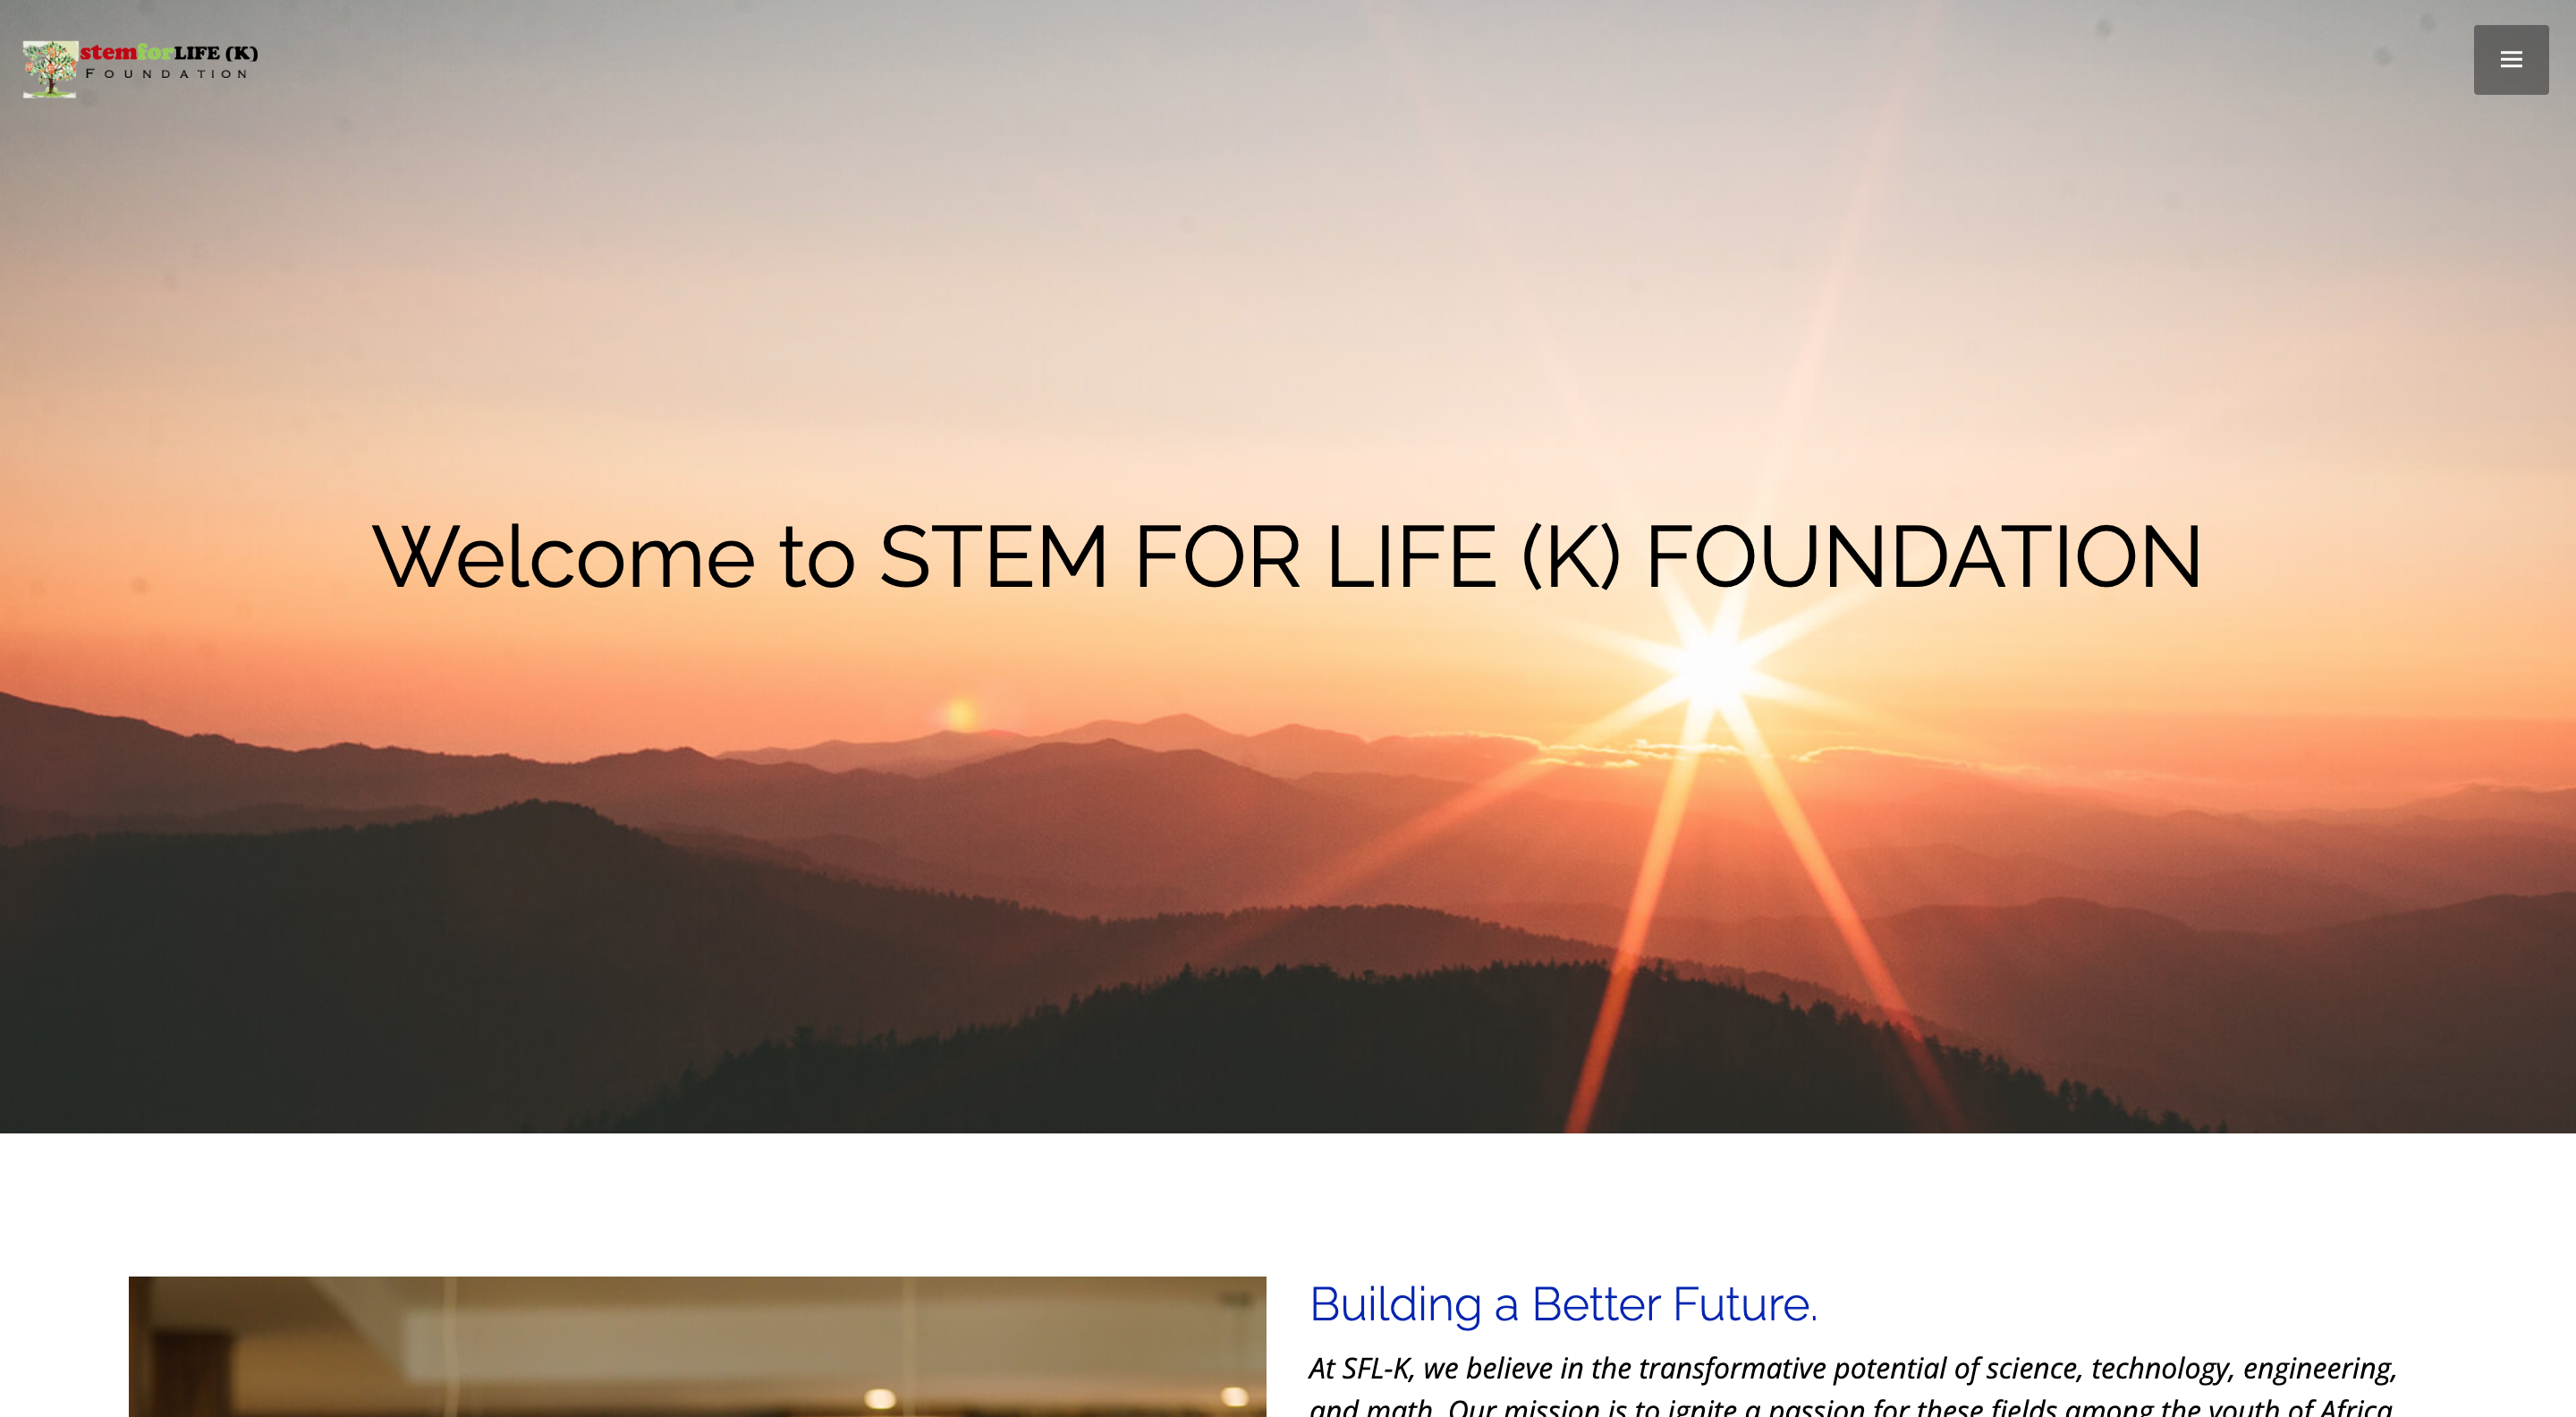 stemforLIFE (K)
FOUNDATION
Welcome to STEM FOR LIFE (K) FOUNDATION
Building a Better Future.
At SFL-K, we believe in the transformative potential of science, technology, engineering,
and math. Our mission is to ignite a passion for these fields among the youth of Africa,